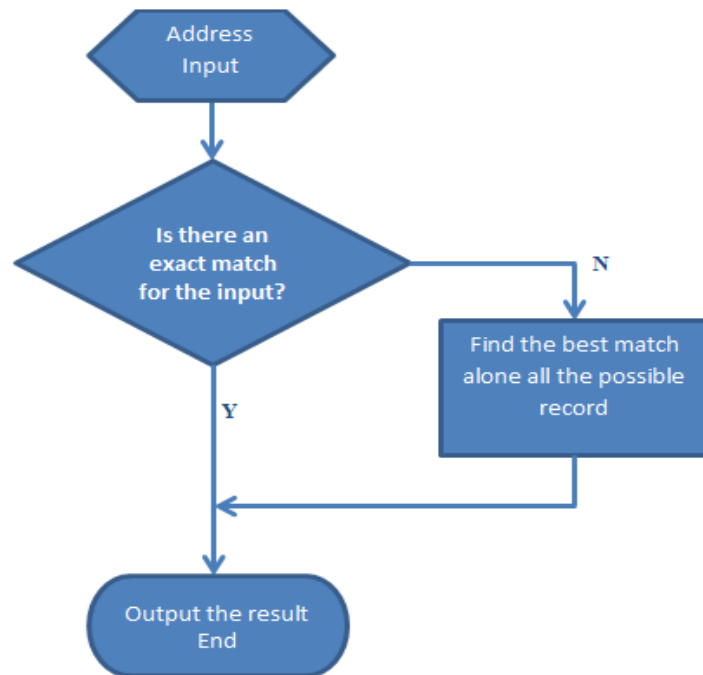 Address
Input
Is there an
exact match
for the input?
N
Find the best match
alone all the possible
record
Y
Output the result
End